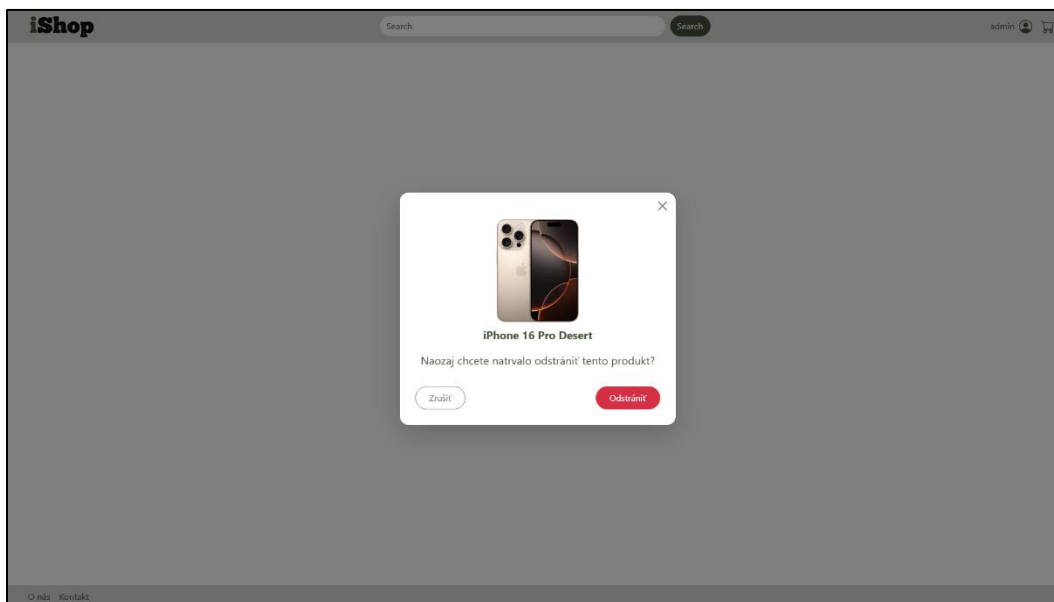 iShop
Search Search admin
iPhone 16 Pro Desert
Naozaj chcete natrvalo odstrániť tento produkt?
Zrušiť Odstrániť
O nás Kontakt